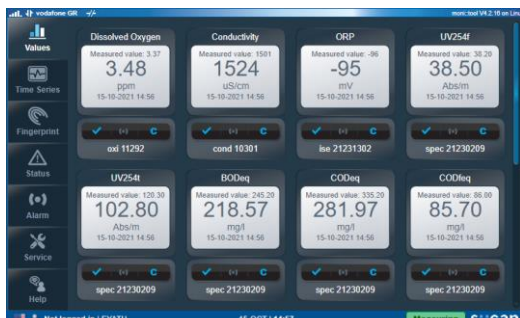 vodafone GR
moni::tool V4.2.16 on Lin
Values
Time Series
Fingerprint
Status
Alarm
Service
Help
Dissolved Oxygen
Measured value: 3.37
3.48
ppm
15-10-2021 14:56
oxi 11292
Conductivity
Measured value: 1501
1524
uS/cm
15-10-2021 14:56
cond 10301
ORP
Measured value: -96
-95
mV
15-10-2021 14:56
ise 21231302
UV254f
Measured value: 38.20
38.50
Abs/m
15-10-2021 14:56
spec 21230209
UV254t
Measured value: 120.30
102.80
Abs/m
15-10-2021 14:56
spec 21230209
BODeq
Measured value: 245.20
218.57
mg/l
15-10-2021 14:56
spec 21230209
CODeq
Measured value: 335.20
281.97
mg/l
15-10-2021 14:56
spec 21230209
CODfeq
Measured value: 86.00
85.70
mg/l
15-10-2021 14:56
spec 21230209
Not logged in | EYATH
15 OCT | 14:57
Measuring